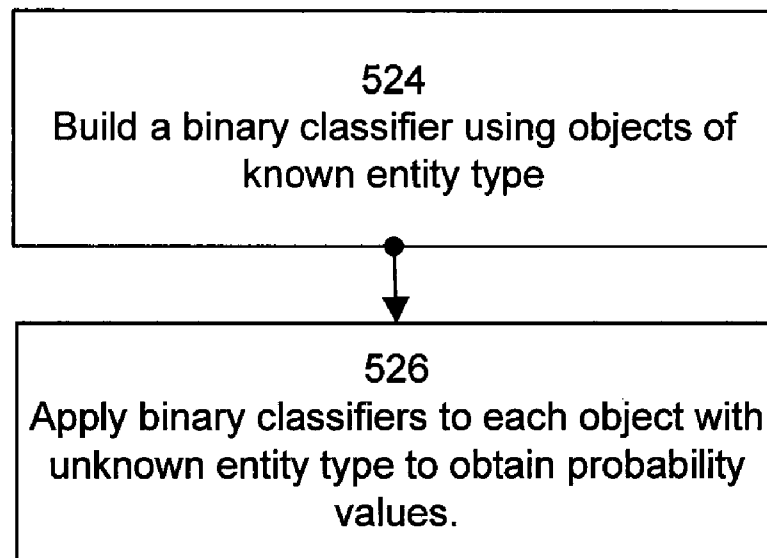 524
Build a binary classifier using objects of
known entity type
526
Apply binary classifiers to each object with
unknown entity type to obtain probability
values.